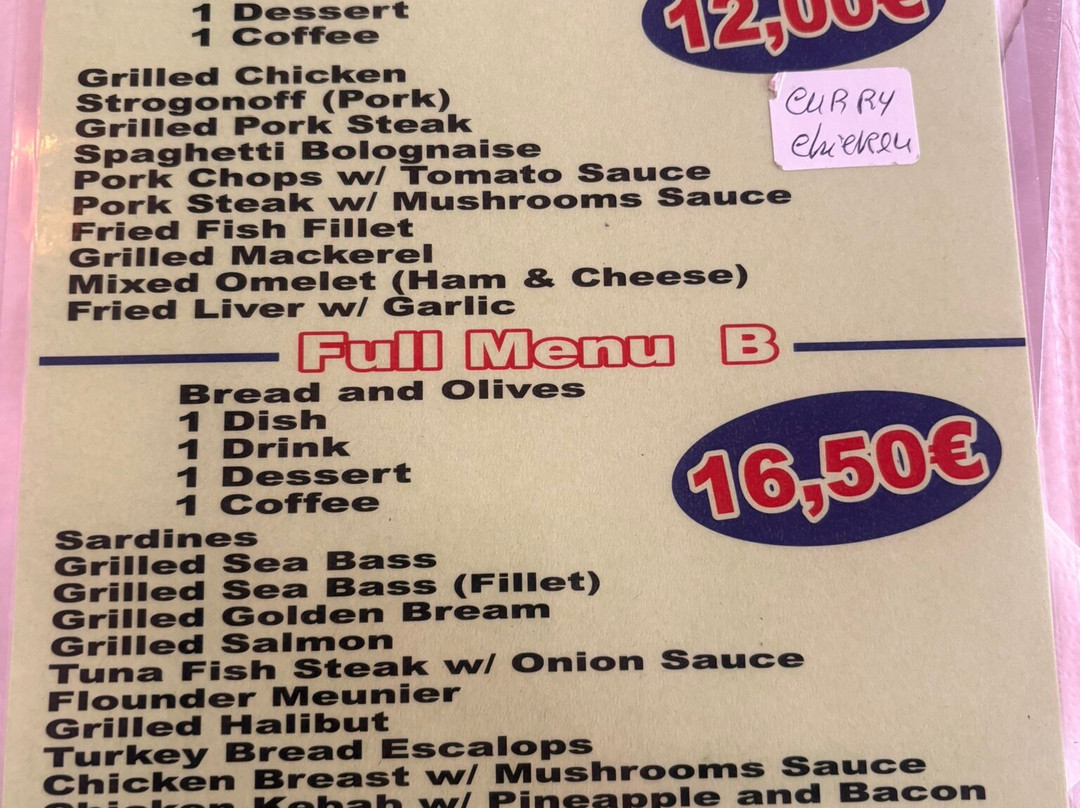 1 Dessert
1 Coffee
12,00€
CURRY
chicken
Grilled Chicken
Strogonoff (Pork)
Grilled Pork Steak
Spaghetti Bolognaise
Pork Chops w/ Tomato Sauce
Pork Steak w/ Mushrooms Sauce
Fried Fish Fillet
Grilled Mackerel
Mixed Omelet (Ham & Cheese)
Fried Liver w/ Garlic
Full Menu B
Bread and Olives
1 Dish
1 Drink
1 Dessert
1 Coffee
16,50€
Sardines
Grilled Sea Bass
Grilled Sea Bass (Fillet)
Grilled Golden Bream
Grilled Salmon
Tuna Fish Steak w/ Onion Sauce
Flounder Meunier
Grilled Halibut
Turkey Bread Escalops
Chicken Breast w/ Mushrooms Sauce
Chicken Kebab w/ Pineapple and Bacon